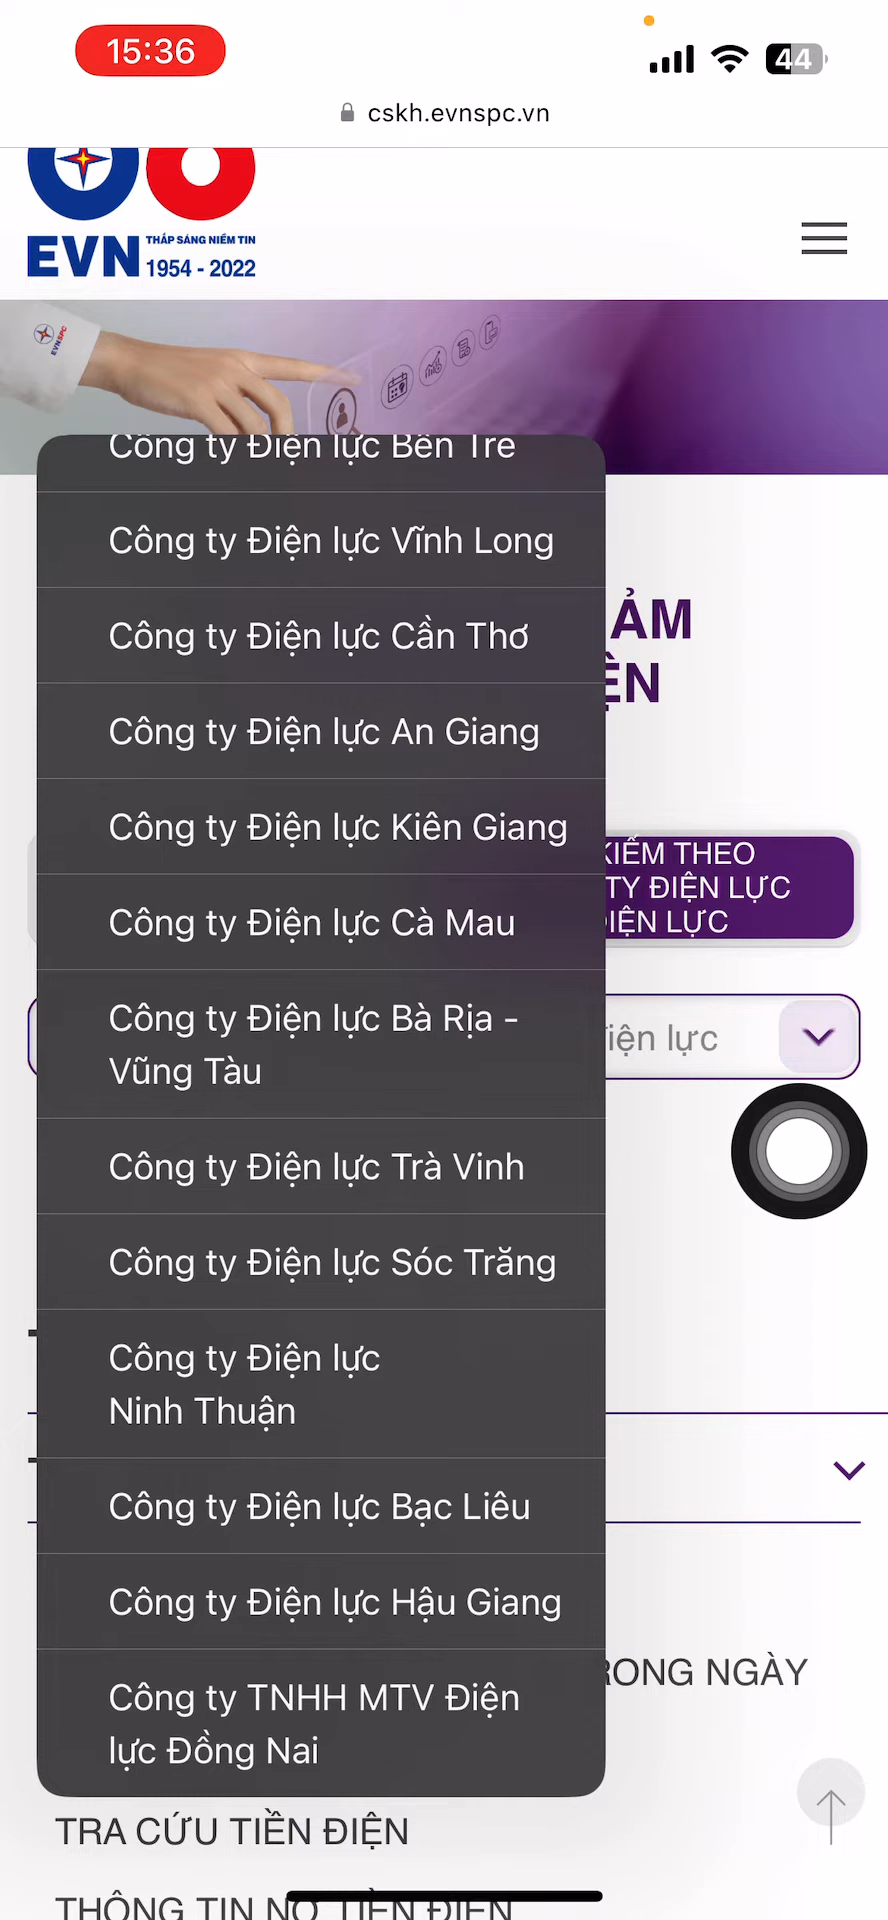 15:36
44
cskh.evnspc.vn
EVN THẮP SÁNG NIỀM TIN
1954 - 2022
EVNSPC
Công ty Điện lực Bến Tre
Công ty Điện lực Vĩnh Long
ẢM
Công ty Điện lực Cần Thơ
ỆN
Công ty Điện lực An Giang
Công ty Điện lực Kiên Giang
KIẾM THEO
TY ĐIỆN LỰC
ĐIỆN LỰC
Công ty Điện lực Cà Mau
Công ty Điện lực Bà Rịa -
Vũng Tàu
iện lực
Công ty Điện lực Trà Vinh
Công ty Điện lực Sóc Trăng
Công ty Điện lực
Ninh Thuận
Công ty Điện lực Bạc Liêu
Công ty Điện lực Hậu Giang
RONG NGÀY
Công ty TNHH MTV Điện
lực Đồng Nai
TRA CỨU TIỀN ĐIỆN
THÔNG TIN NỢ TIỀN ĐIỆN